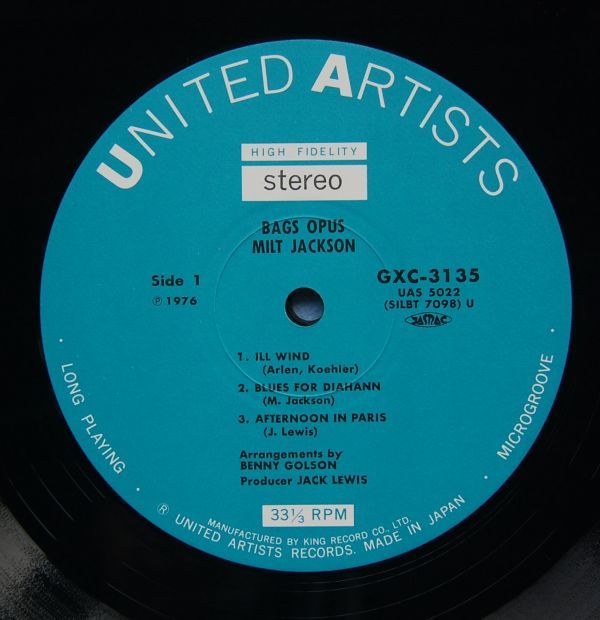 UNITED ARTISTS
HIGH FIDELITY
stereo
BAGS OPUS
MILT JACKSON
Side 1
℗ 1976
GXC-3135
UAS 5022
(SILBT 7098) U
JASRAC
1. ILL WIND
(Arlen, Koehler)
2. BLUES FOR DIAHANN
(M. Jackson)
3. AFTERNOON IN PARIS
(J. Lewis)
Arrangements by
BENNY GOLSON
Producer JACK LEWIS
33⅓ RPM
· LONG PLAYING ·
· MICROGROOVE ·
MANUFACTURED BY KING RECORD CO., LTD.
® UNITED ARTISTS RECORDS. MADE IN JAPAN